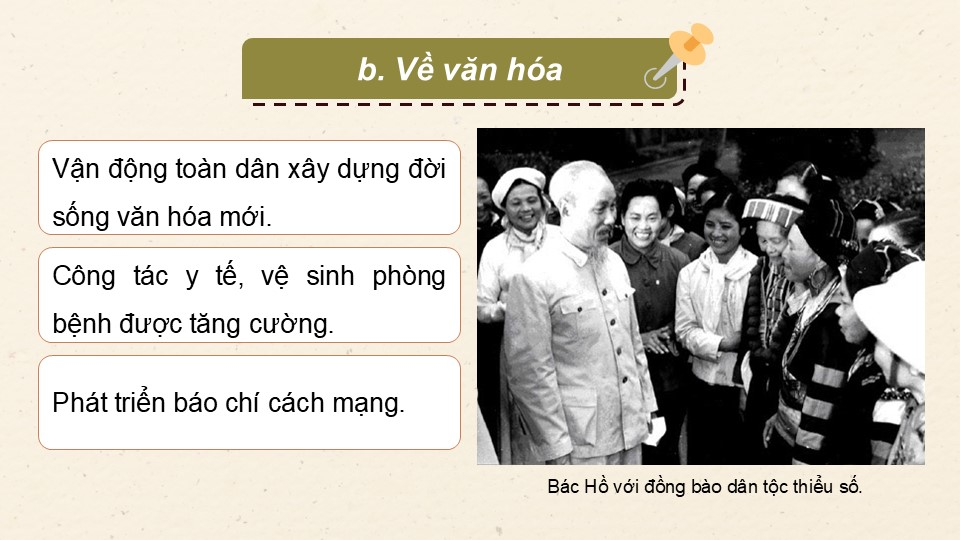 b. Về văn hóa
Vận động toàn dân xây dựng đời
sống văn hóa mới.
Công tác y tế, vệ sinh phòng
bệnh được tăng cường.
Phát triển báo chí cách mạng.
Bác Hồ với đồng bào dân tộc thiểu số.